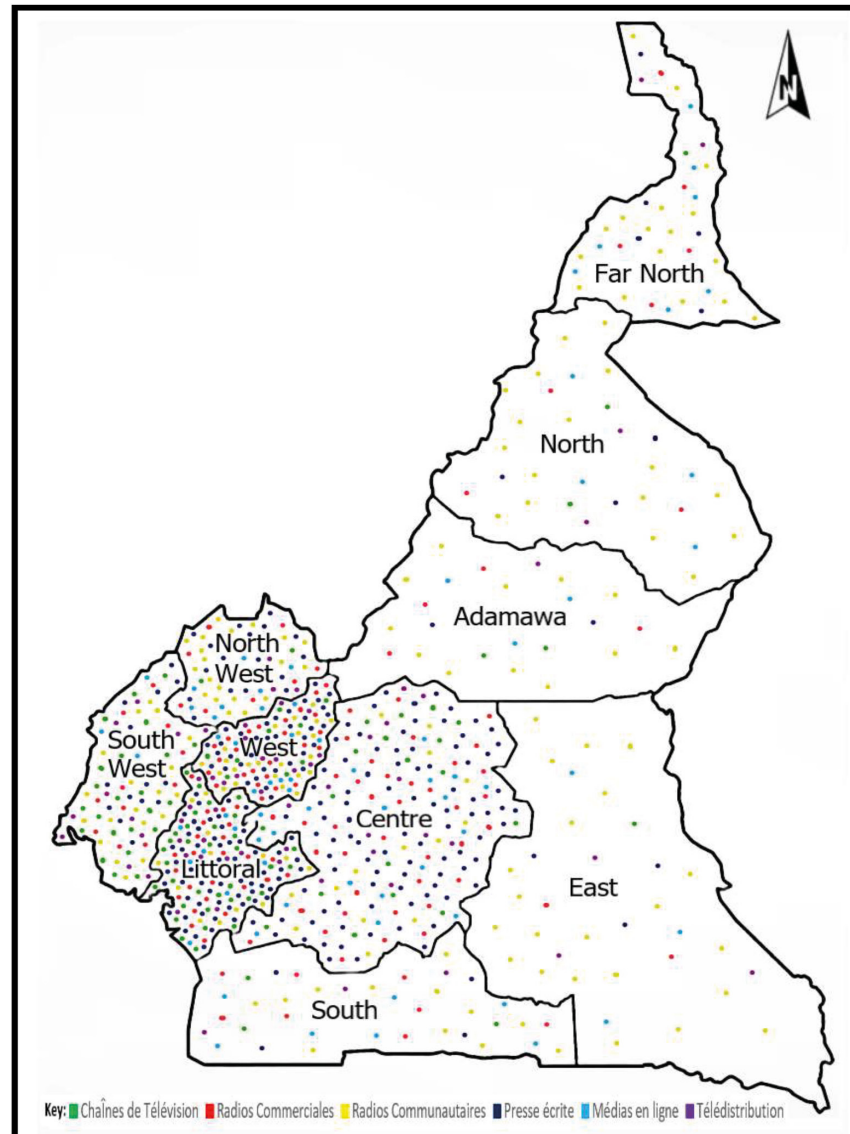 N
Far North
North
Adamawa
North
West
South
West
West
Centre
Littoral
East
South
Key: Chaînes de Télévision Radios Commerciales Radios Communautaires Presse écrite Médias en ligne Télédistribution